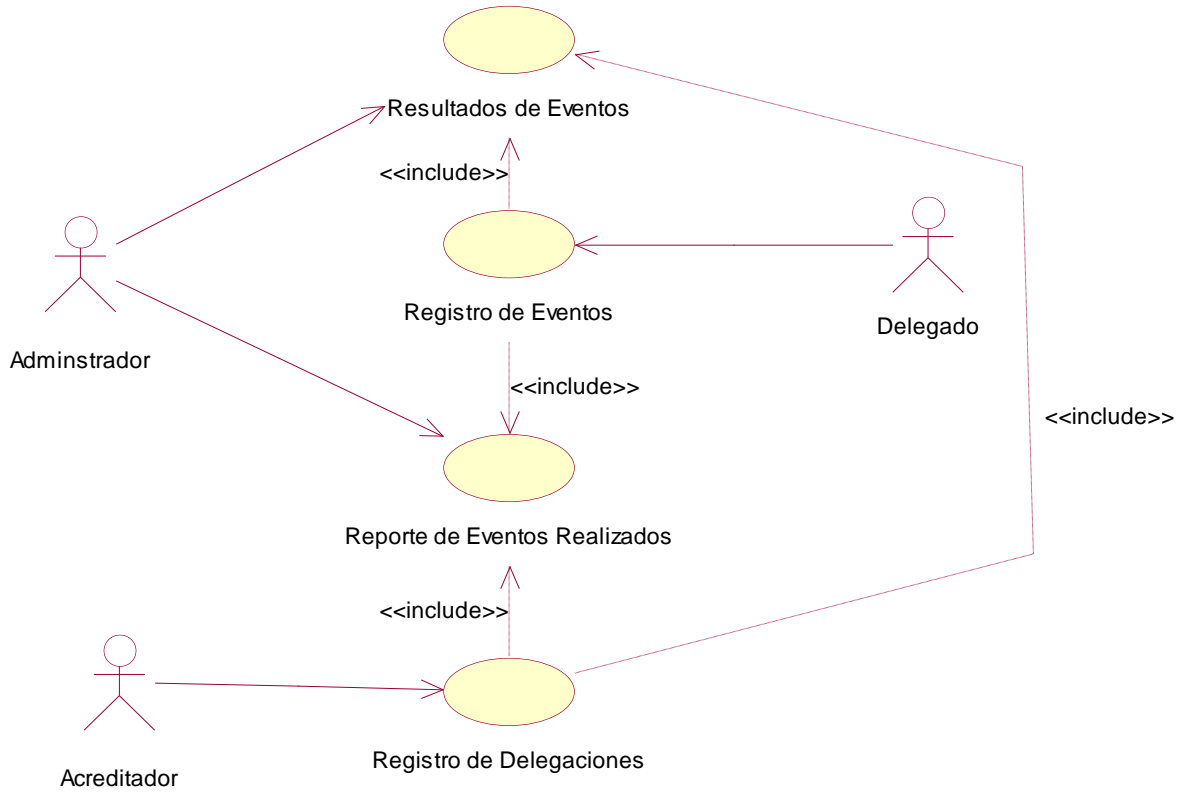 Resultados de Eventos
<<include>>
Registro de Eventos
Delegado
Adminstrador
<<include>>
<<include>>
Reporte de Eventos Realizados
<<include>>
Registro de Delegaciones
Acreditador